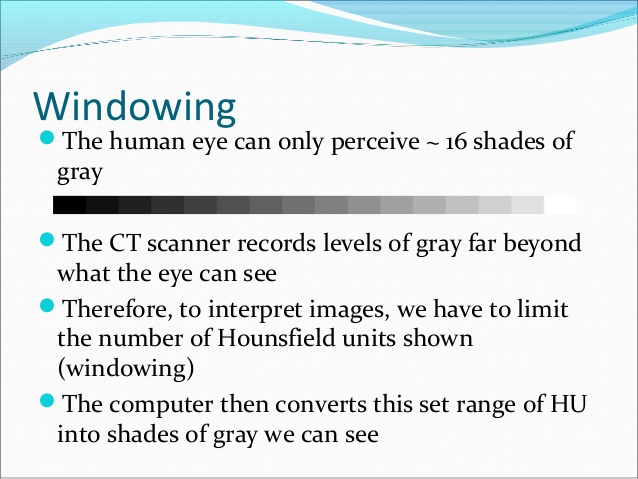 Windowing
The human eye can only perceive ~ 16 shades of
gray
The CT scanner records levels of gray far beyond
what the eye can see
Therefore, to interpret images, we have to limit
the number of Hounsfield units shown
(windowing)
The computer then converts this set range of HU
into shades of gray we can see